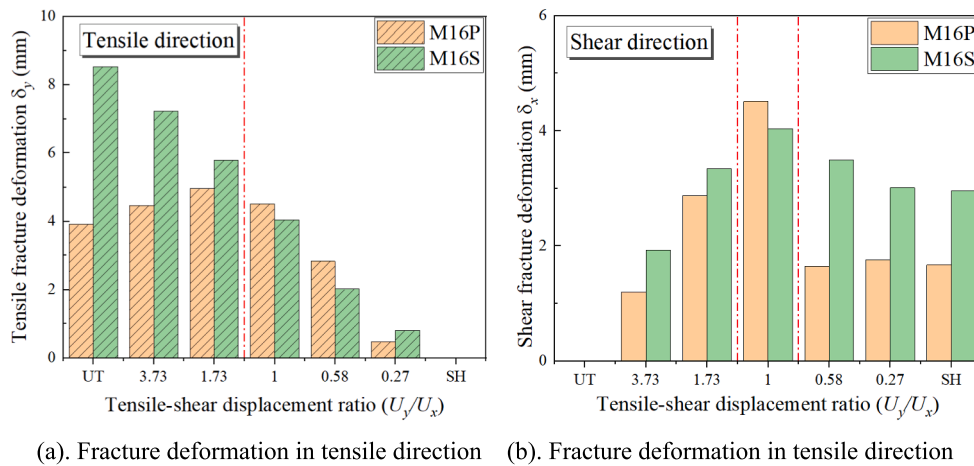 Tensile direction
M16P
M16S
Tensile fracture deformation δy (mm)
10
8
6
4
2
0
UT 3.73 1.73 1 0.58 0.27 SH
Tensile-shear displacement ratio (Uy/Ux)
(a). Fracture deformation in tensile direction
Shear direction
M16P
M16S
Shear fracture deformation δx (mm)
6
4
2
0
UT 3.73 1.73 1 0.58 0.27 SH
Tensile-shear displacement ratio (Uy/Ux)
(b). Fracture deformation in tensile direction